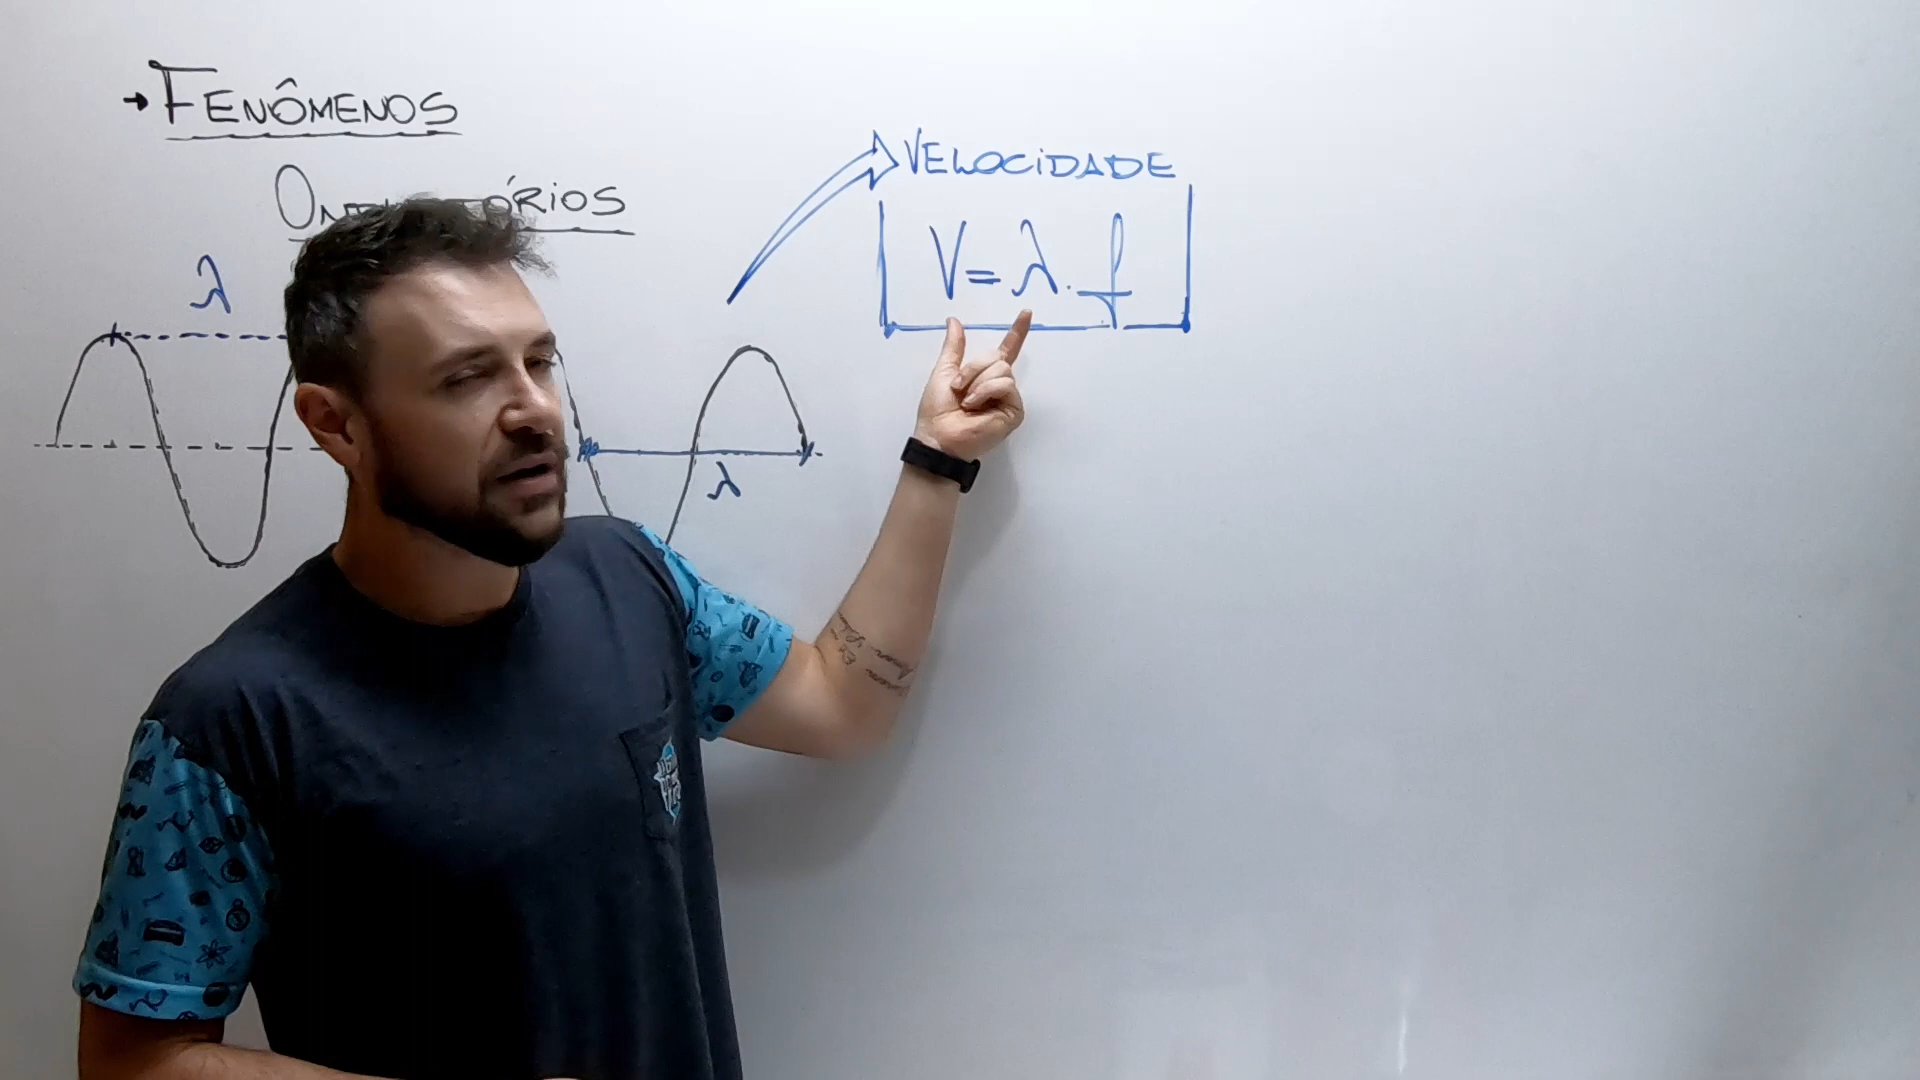 → FENÔMENOS
VELOCIDADE
V = λ . f
λ
λ